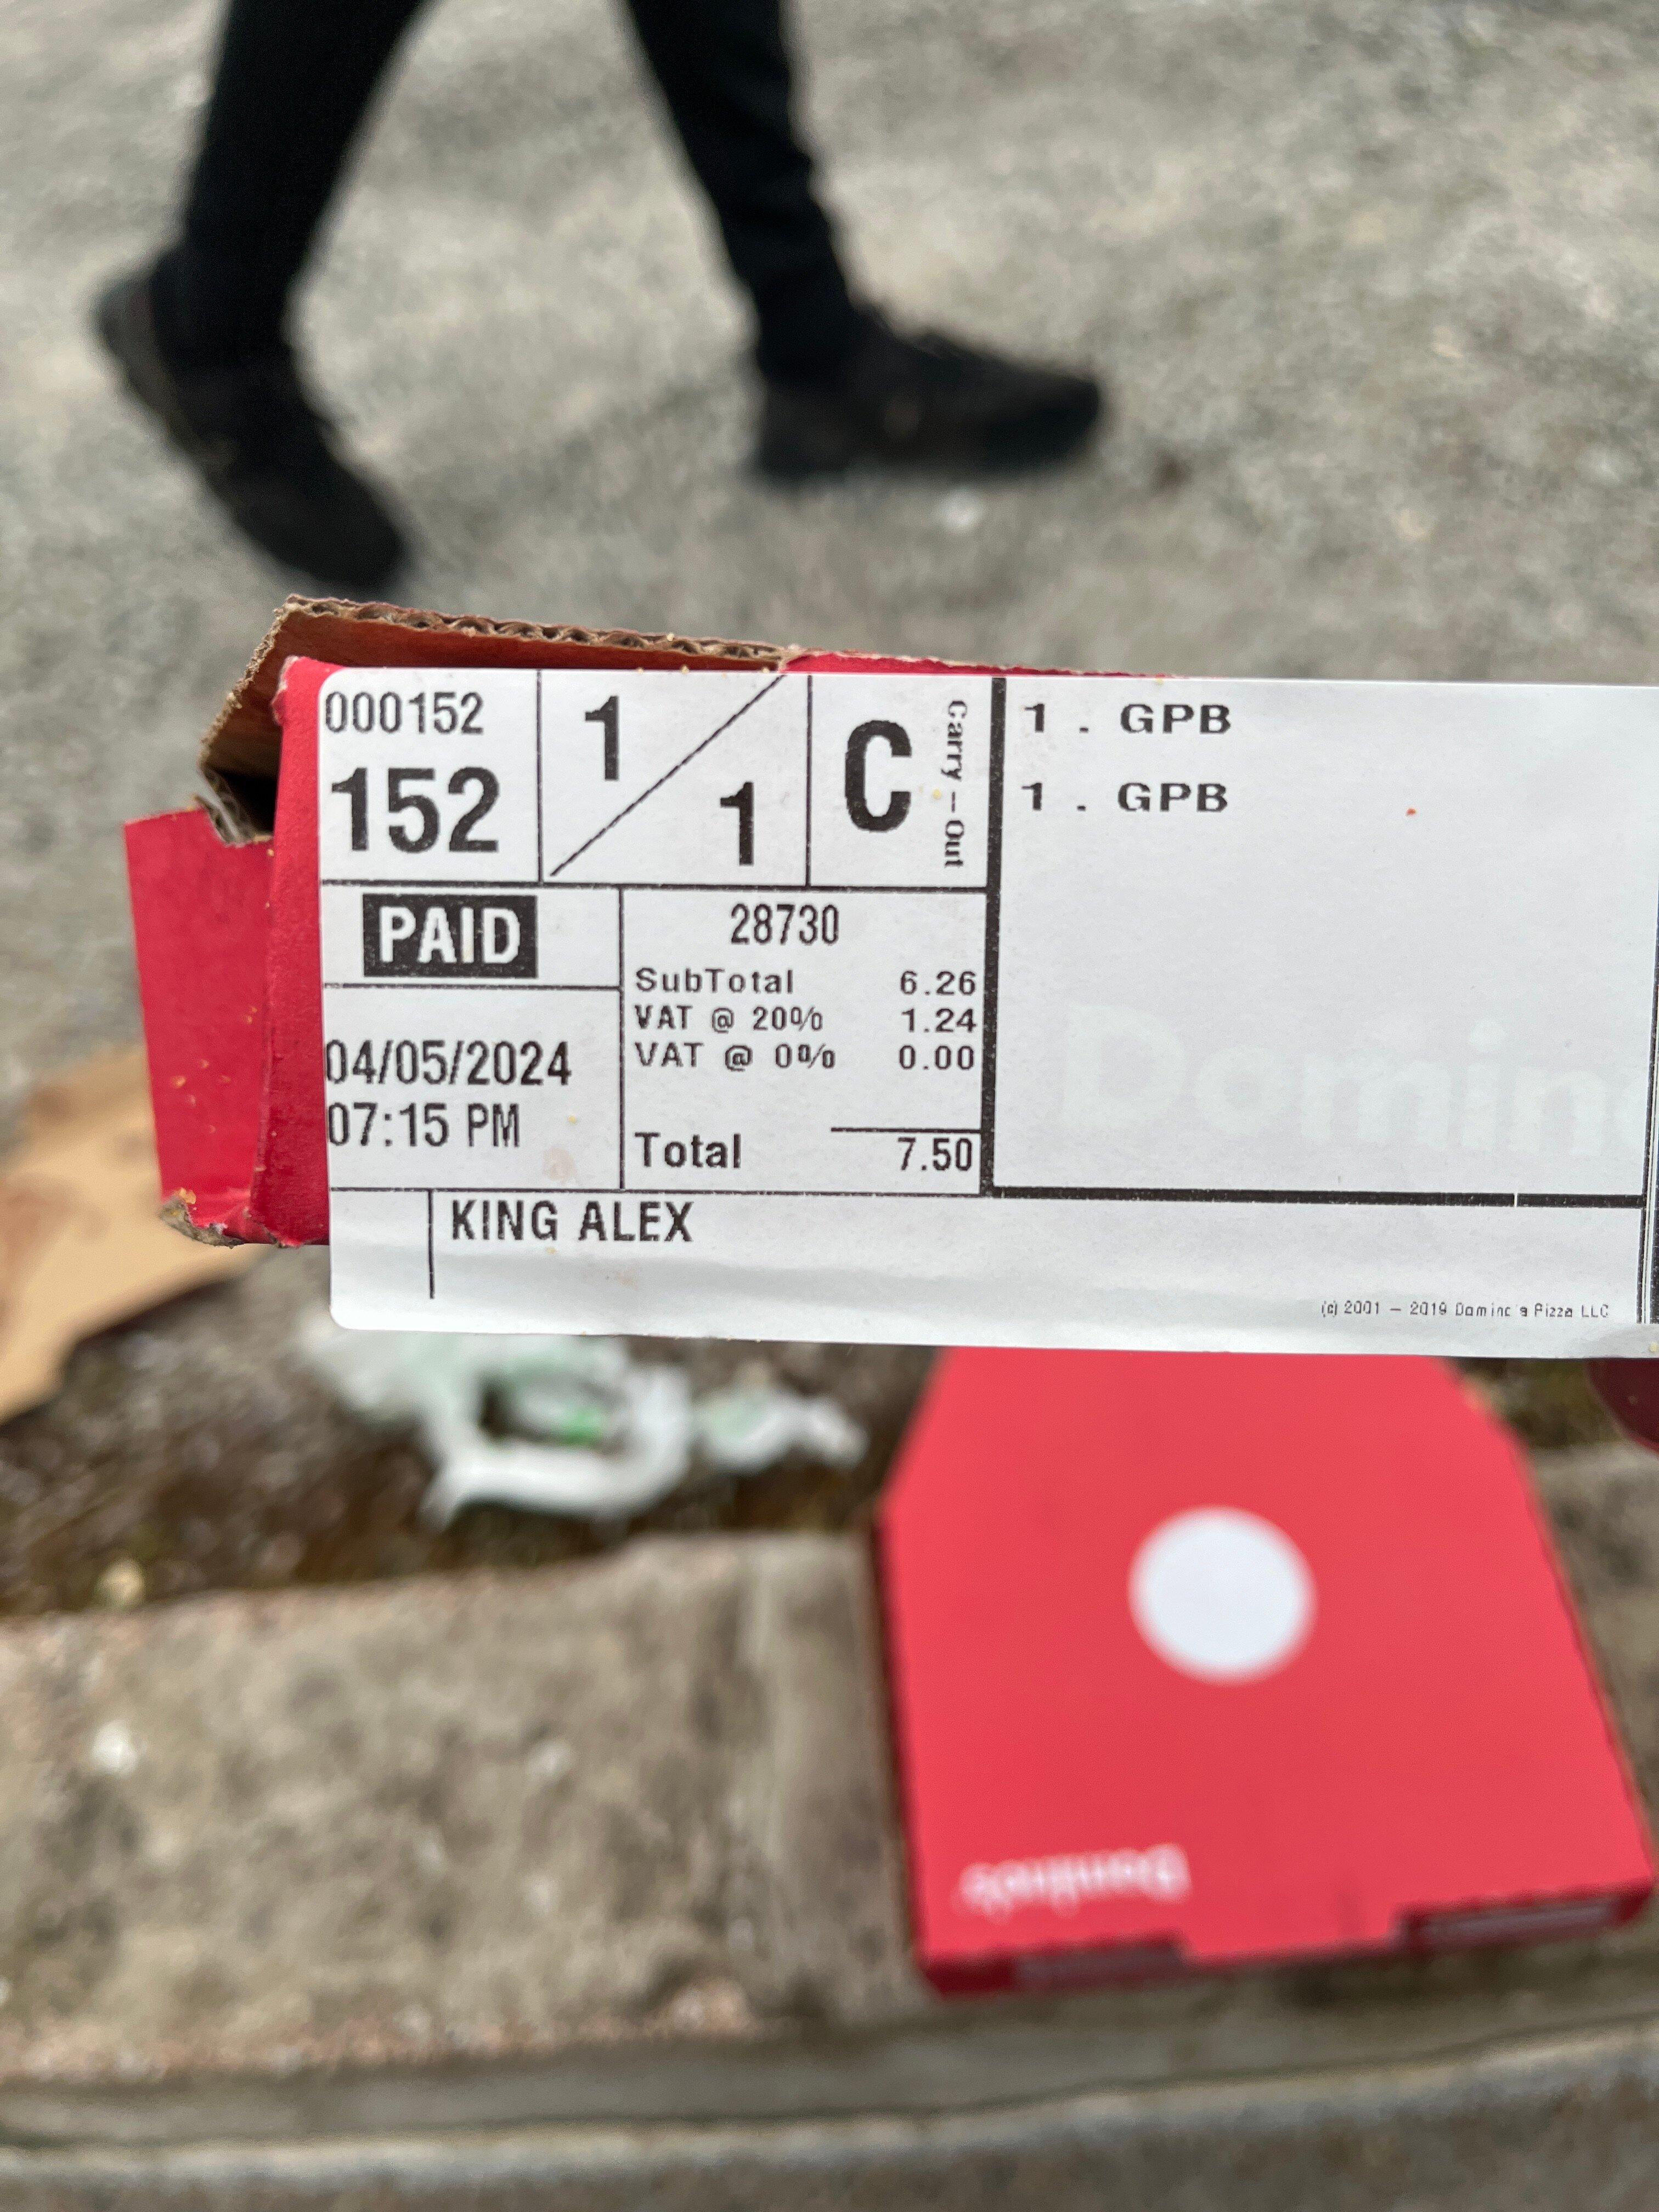 000152
152
1/1
C
Carry-Out
1 . GPB
1 . GPB
PAID
28730
SubTotal 6.26
VAT @ 20% 1.24
VAT @ 0% 0.00
Total 7.50
04/05/2024
07:15 PM
KING ALEX
(c) 2001 - 2019 Domino's Pizza LLC
Domino's